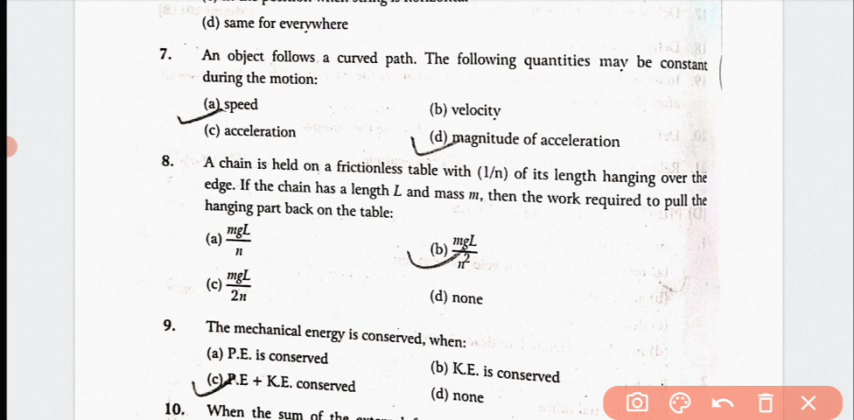 (d) same for everywhere
7. An object follows a curved path. The following quantities may be constant
during the motion:
(a) speed (b) velocity
(c) acceleration (d) magnitude of acceleration
8. A chain is held on a frictionless table with (1/n) of its length hanging over the
edge. If the chain has a length L and mass m, then the work required to pull the
hanging part back on the table:
(a) mgL/n (b) mgL/n²
(c) mgL/2n (d) none
9. The mechanical energy is conserved, when:
(a) P.E. is conserved (b) K.E. is conserved
(c) P.E + K.E. conserved (d) none
10. When the sum of the